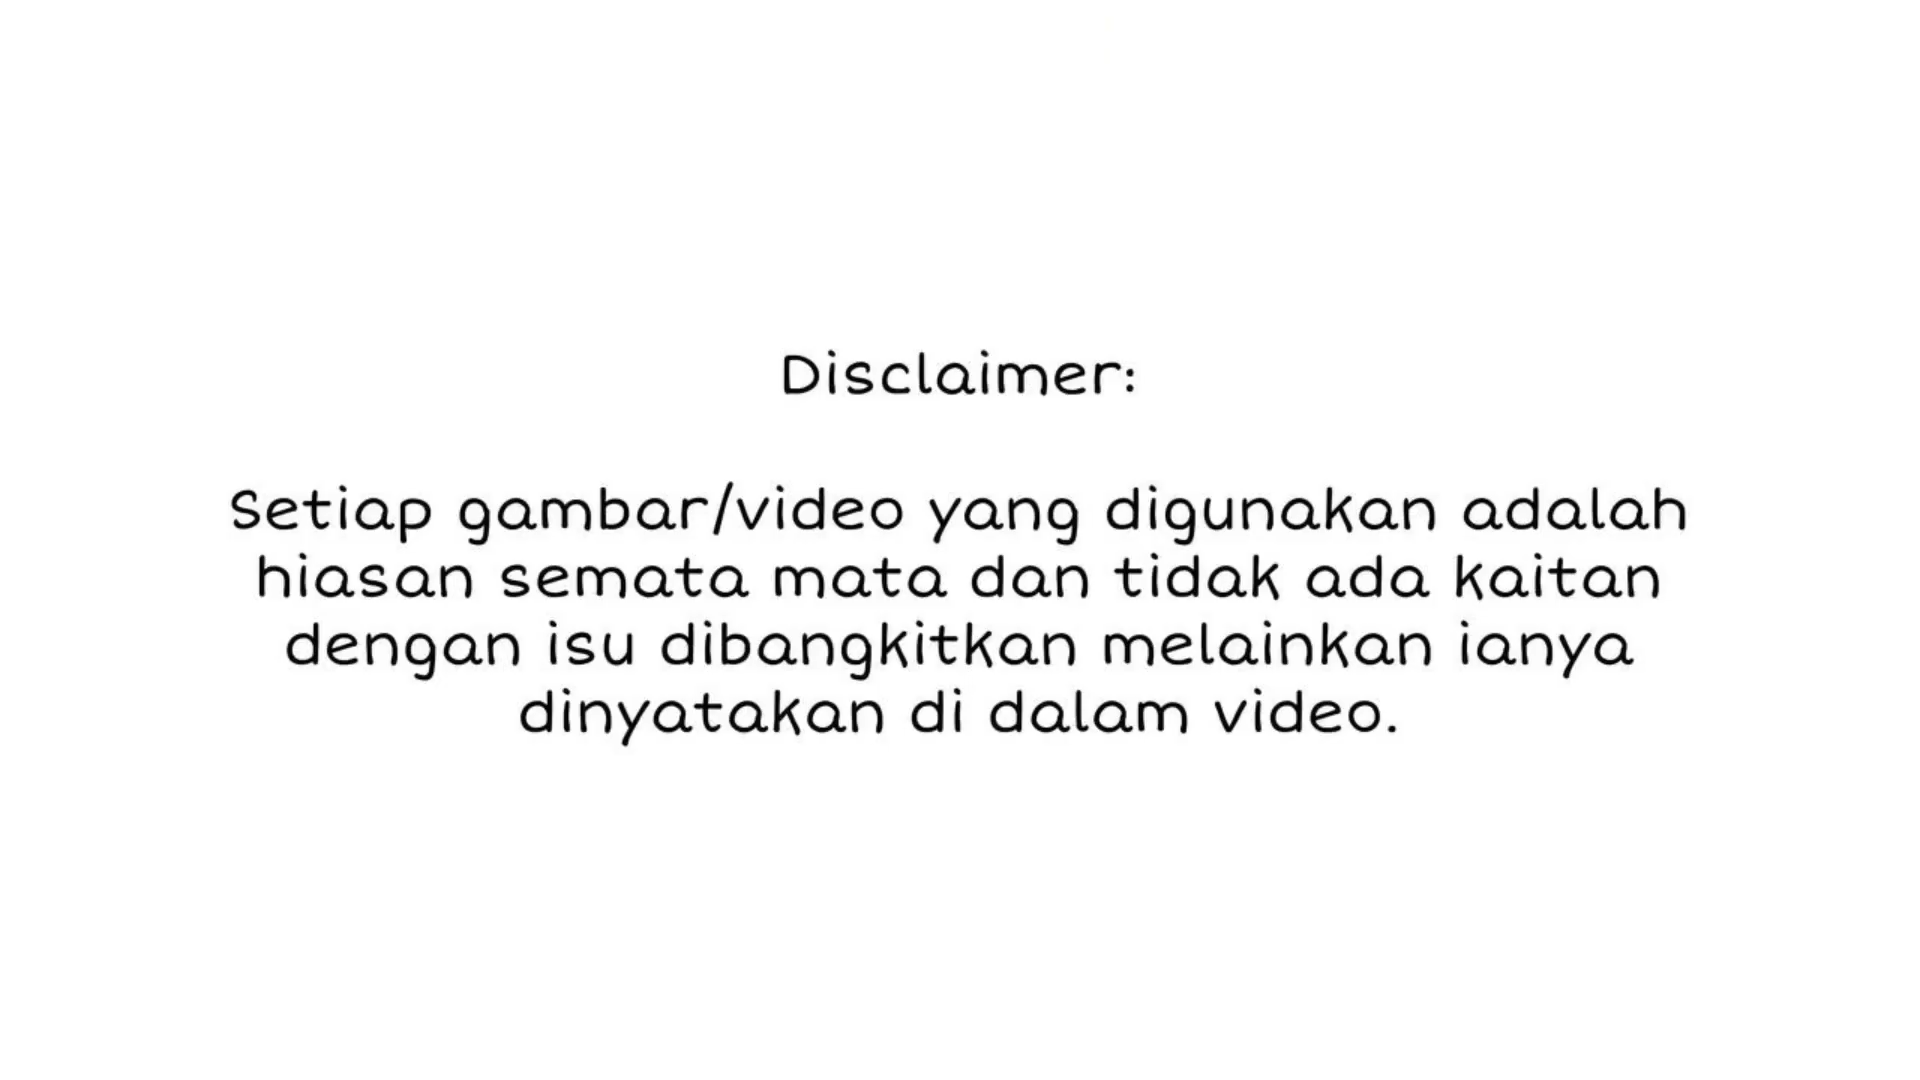 Disclaimer:
Setiap gambar/video yang digunakan adalah
hiasan semata mata dan tidak ada kaitan
dengan isu dibangkitkan melainkan ianya
dinyatakan di dalam video.